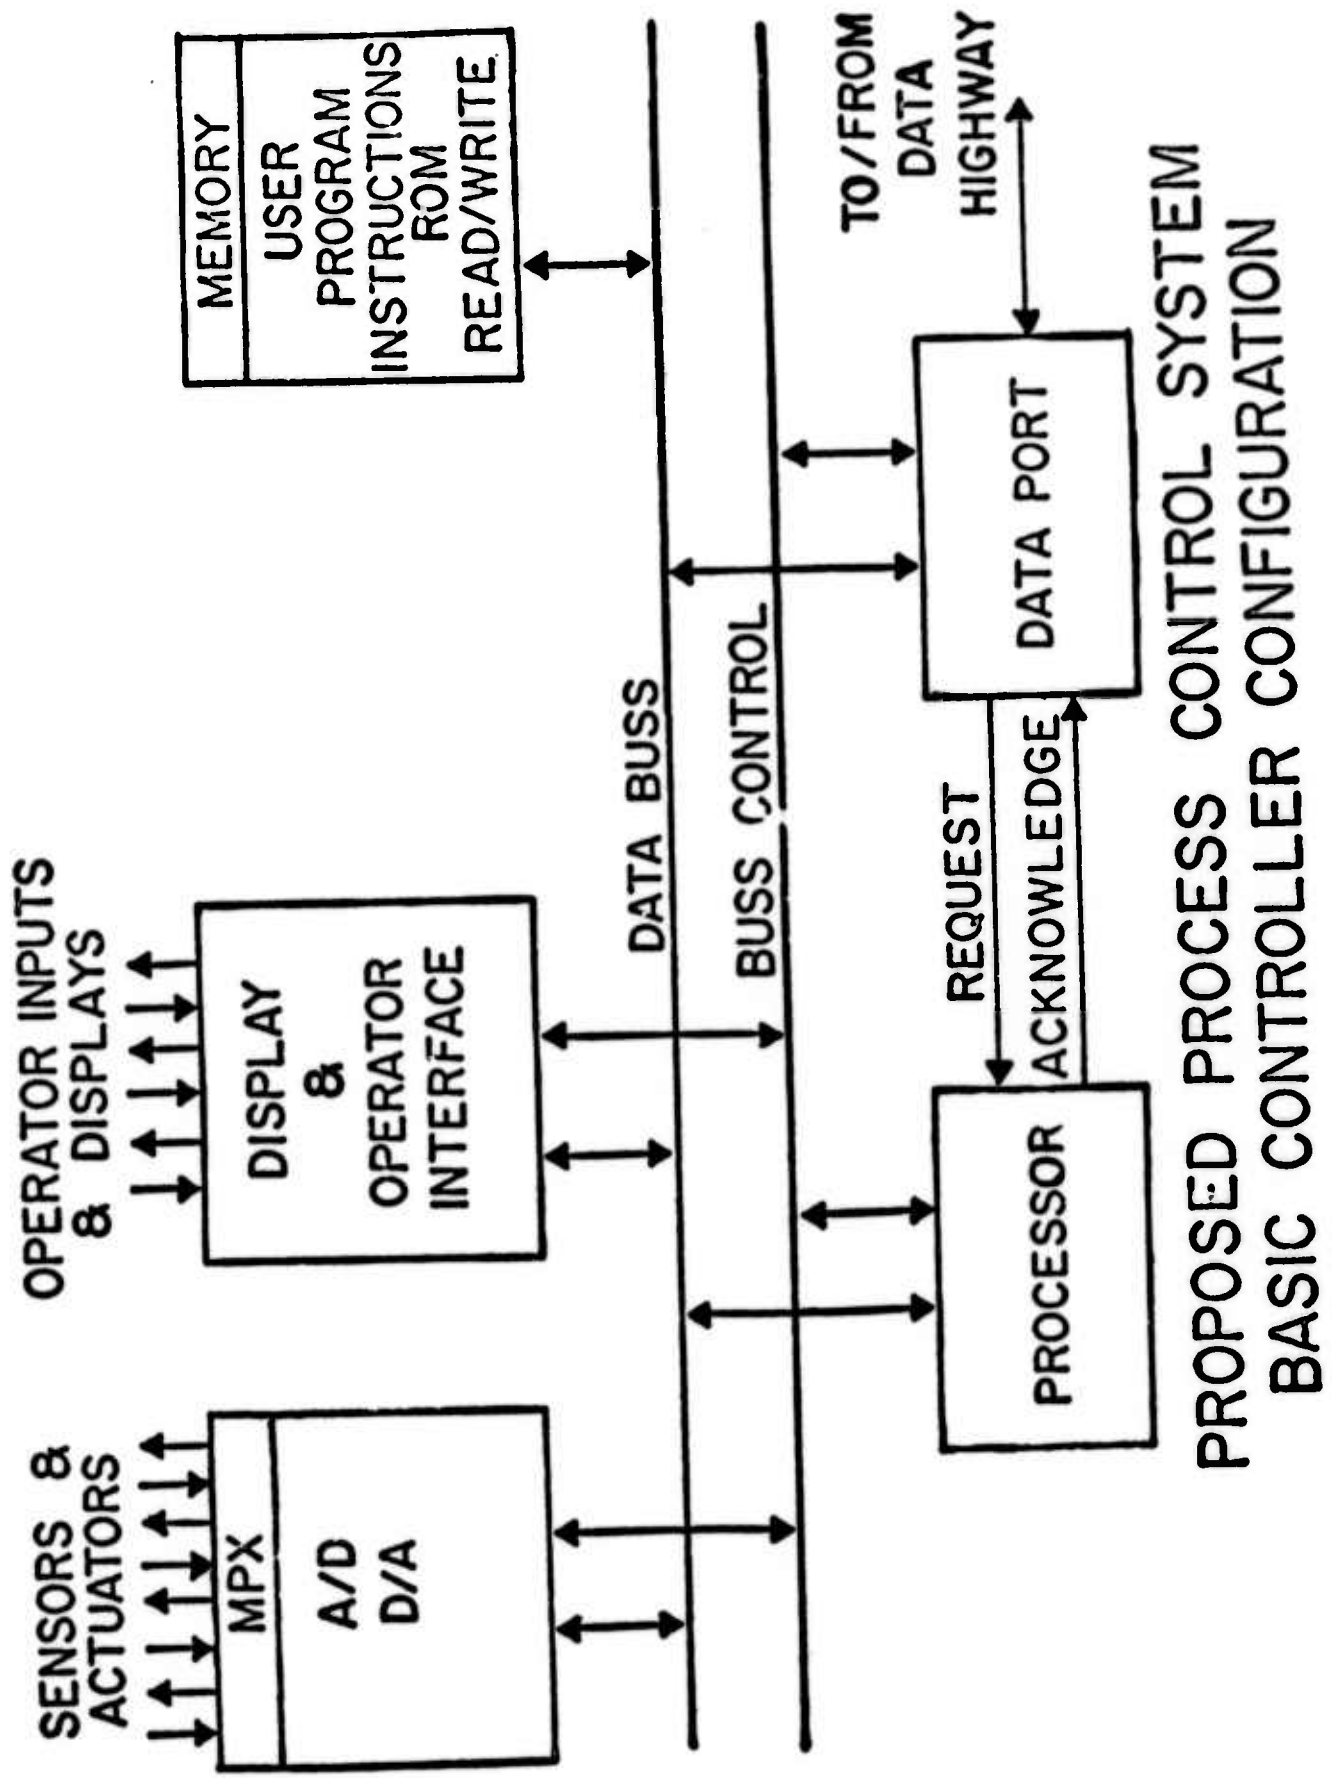 SENSORS &
ACTUATORS
MPX
A/D
D/A
OPERATOR INPUTS
& DISPLAYS
DISPLAY
&
OPERATOR
INTERFACE
MEMORY
USER
PROGRAM
INSTRUCTIONS
ROM
READ/WRITE
DATA BUSS
BUSS CONTROL
PROCESSOR
REQUEST
ACKNOWLEDGE
DATA PORT
TO/FROM
DATA
HIGHWAY
PROPOSED PROCESS CONTROL SYSTEM
BASIC CONTROLLER CONFIGURATION